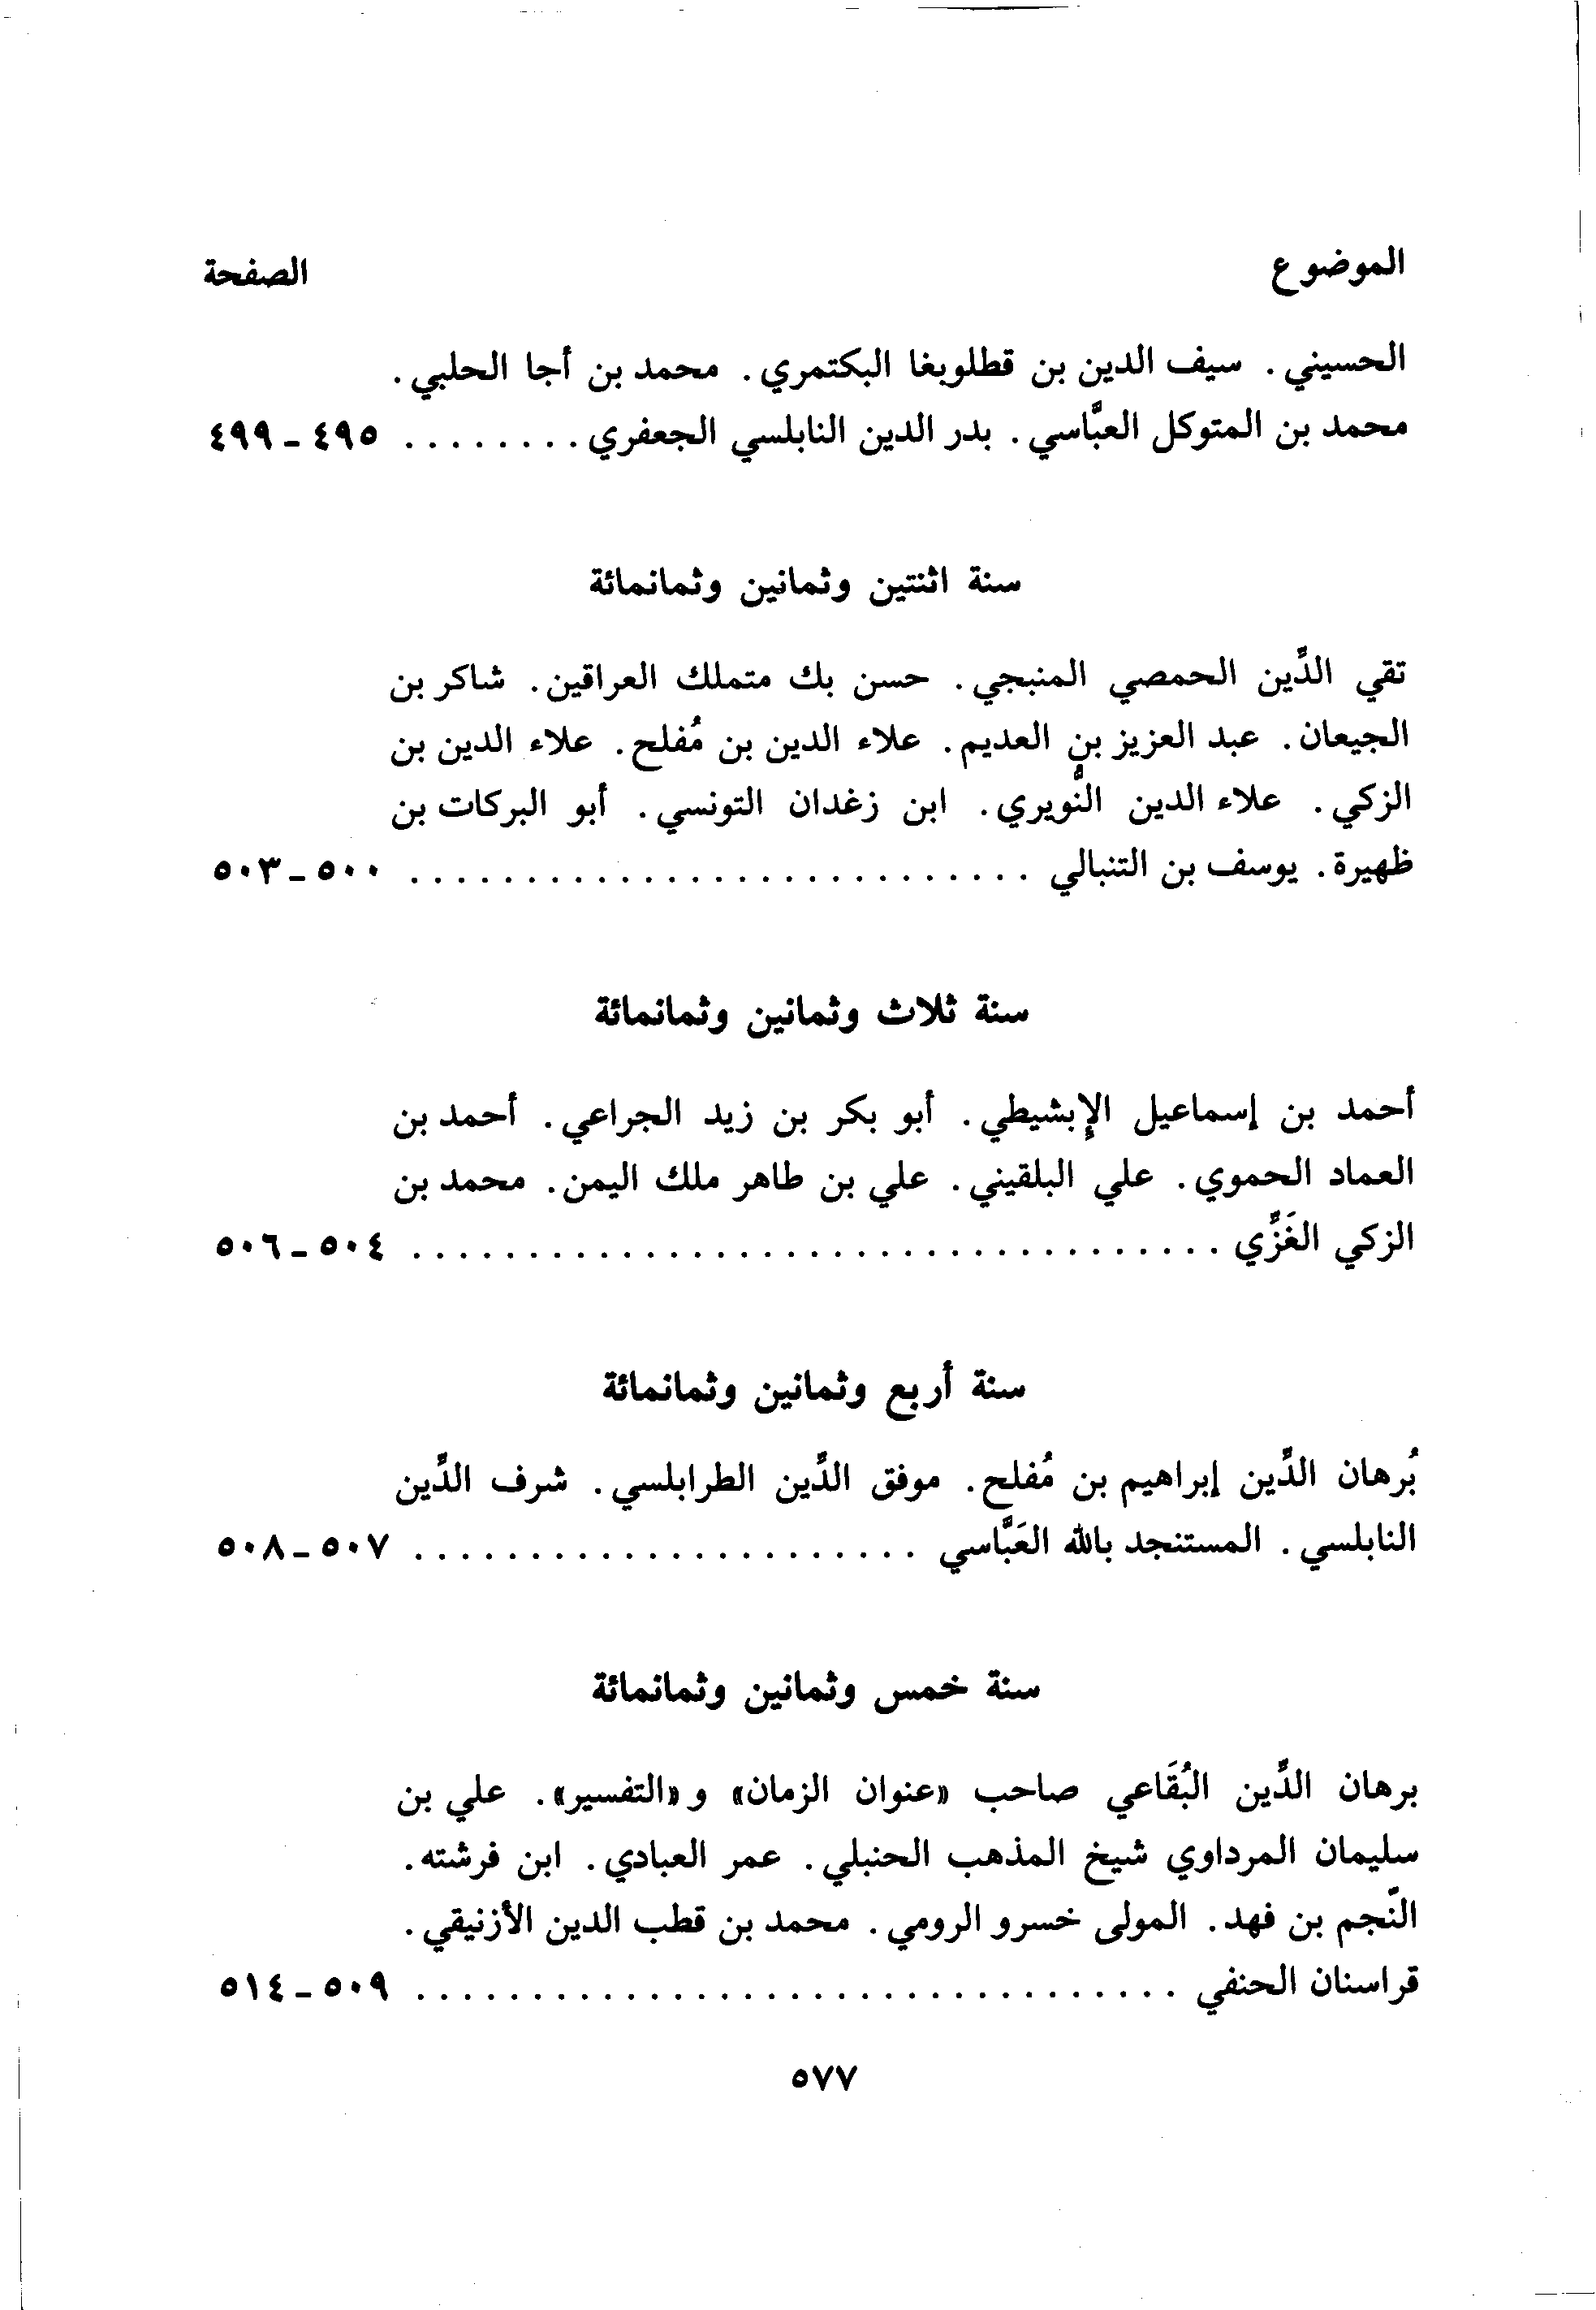 الموضوع الصفحة
الحسيني. سيف الدين بن قطلوبغا البكتمري. محمد بن أجا الحلبي.
محمد بن المتوكل العبَّاسي. بدر الدين النابلسي الجعفري ........ ٤٩٥ - ٤٩٩
سنة اثنتين وثمانين وثمانمائة
تقي الدِّين الحمصي المنبجي. حسن بك متملك العراقين. شاكر بن
الجيعان. عبد العزيز بن العديم. علاء الدين بن مُفلح. علاء الدين بن
الزكي. علاء الدين النُّويري. ابن زغدان التونسي. أبو البركات بن
ظهيرة. يوسف بن التنبالي ........................... ٥٠٠ - ٥٠٣
سنة ثلاث وثمانين وثمانمائة
أحمد بن إسماعيل الإِبشيطي. أبو بكر بن زيد الجراعي. أحمد بن
العماد الحموي. علي البلقيني. علي بن طاهر ملك اليمن. محمد بن
الزكي الغَزِّي ................................... ٥٠٤ - ٥٠٦
سنة أربع وثمانين وثمانمائة
بُرهان الدِّين إبراهيم بن مُفلح. موفق الدِّين الطرابلسي. شرف الدِّين
النابلسي. المستنجد بالله العَبَّاسي ...................... ٥٠٧ - ٥٠٨
سنة خمس وثمانين وثمانمائة
برهان الدِّين البُقَاعي صاحب «عنوان الزمان» و «التفسير». علي بن
سليمان المرداوي شيخ المذهب الحنبلي. عمر العبادي. ابن فرشته.
النّجم بن فهد. المولى خسرو الرومي. محمد بن قطب الدين الأزنيقي.
قراسنان الحنفي ................................. ٥٠٩ - ٥١٤
٥٧٧